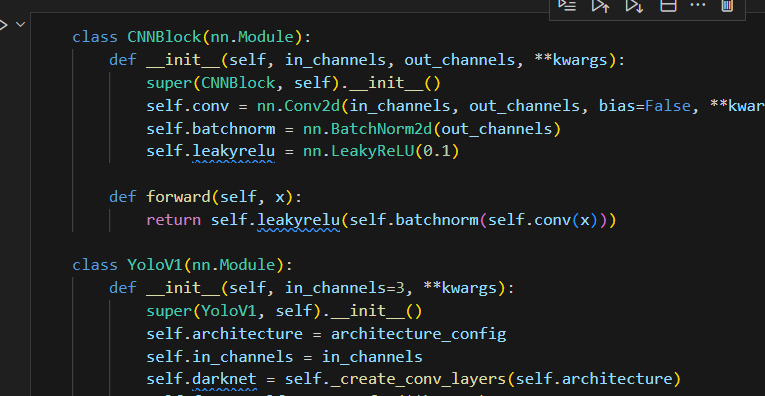 class CNNBlock(nn.Module):
    def __init__(self, in_channels, out_channels, **kwargs):
        super(CNNBlock, self).__init__()
        self.conv = nn.Conv2d(in_channels, out_channels, bias=False, **kwar
        self.batchnorm = nn.BatchNorm2d(out_channels)
        self.leakyrelu = nn.LeakyReLU(0.1)
    def forward(self, x):
        return self.leakyrelu(self.batchnorm(self.conv(x)))
class YoloV1(nn.Module):
    def __init__(self, in_channels=3, **kwargs):
        super(YoloV1, self).__init__()
        self.architecture = architecture_config
        self.in_channels = in_channels
        self.darknet = self._create_conv_layers(self.architecture)